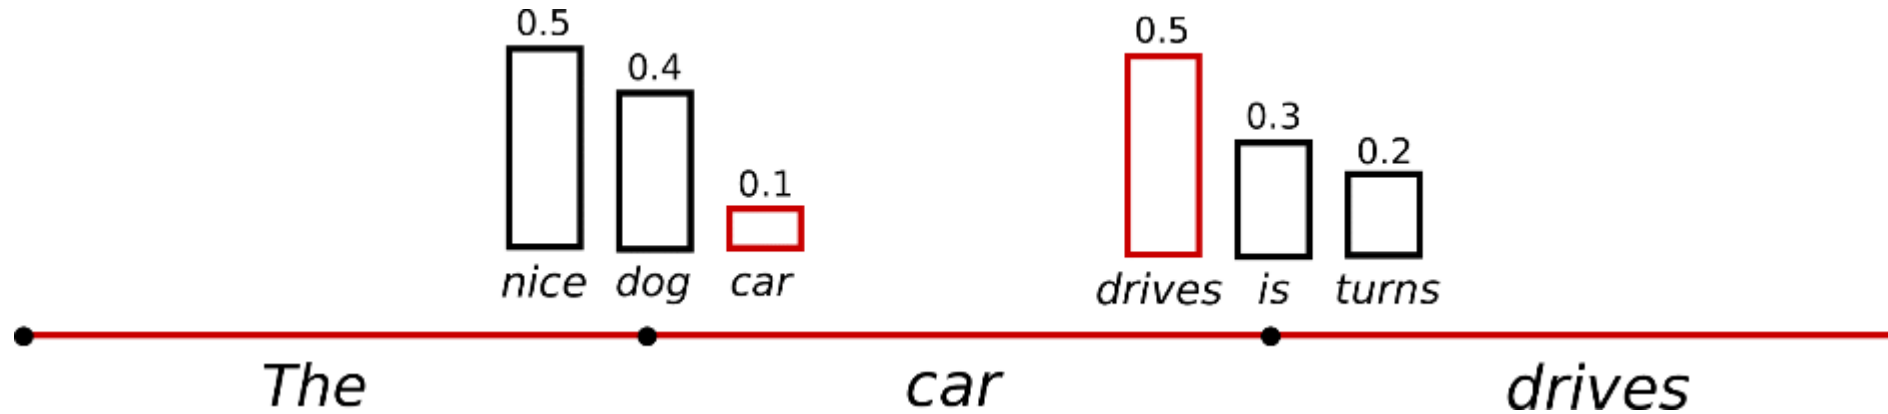 0.5 0.4 0.1
nice dog car
0.5 0.3 0.2
drives is turns
The car drives